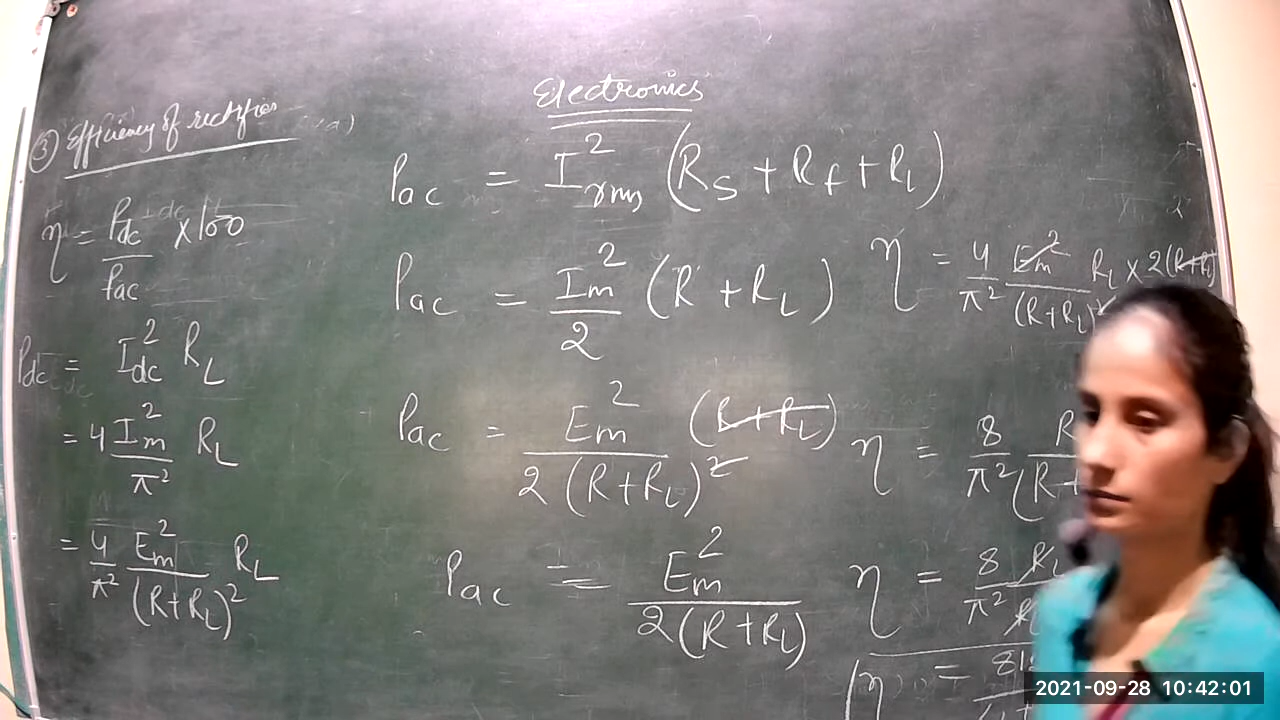 Electronics
③ Efficiency of rectifier
η = Pdc/Pac × 100
Pdc = I²dc RL
= 4 Im²/π² RL
= 4/π² Em²/(R+RL)² RL
Pac = I²rms (RS + Rf + RL)
Pac = Im²/2 (R + RL)
Pac = Em²/2(R+RL)² (R+RL)
Pac = Em²/2(R+RL)
η = 4/π² Em²/(R+RL)² RL × 2(R+RL)
η = 8/π² R
(R+
η = 8/π² RL
η = 81
2021-09-28 10:42:01